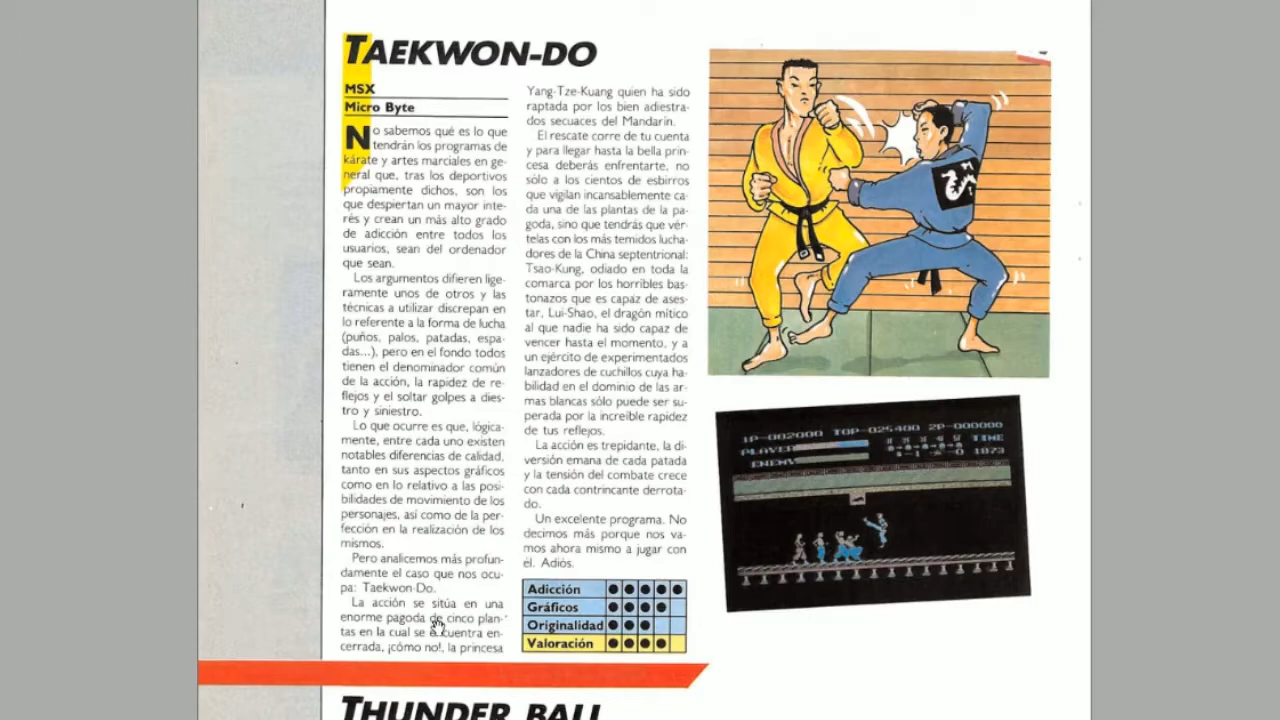 TAEKWON-DO
MSX
Micro Byte
No sabemos qué es lo que
tendrán los programas de
kárate y artes marciales en ge-
neral que, tras los deportivos
propiamente dichos, son los
que despiertan un mayor inte-
rés y crean un más alto grado
de adicción entre todos los
usuarios, sean del ordenador
que sean.
Los argumentos difieren lige-
ramente unos de otros y las
técnicas a utilizar discrepan en
lo referente a la forma de lucha
(puños, palos, patadas, espa-
das...), pero en el fondo todos
tienen el denominador común
de la acción, la rapidez de re-
flejos y el soltar golpes a dies-
tro y siniestro.
Lo que ocurre es que, lógica-
mente, entre cada uno existen
notables diferencias de calidad,
tanto en sus aspectos gráficos
como en lo relativo a las posi-
bilidades de movimiento de los
personajes, así como de la per-
fección en la realización de los
mismos.
Pero analicemos más profun-
damente el caso que nos ocu-
pa: Taekwon-Do.
La acción se sitúa en una
enorme pagoda de cinco plan-
tas en la cual se encuentra en-
cerrada, ¡cómo no!, la princesa
Yang-Tze-Kuang quien ha sido
raptada por los bien adiestra-
dos secuaces del Mandarín.
El rescate corre de tu cuenta
y para llegar hasta la bella prin-
cesa deberás enfrentarte, no
sólo a los cientos de esbirros
que vigilan incansablemente ca-
da una de las plantas de la pa-
goda, sino que tendrás que vér-
telas con los más temidos lucha-
dores de la China septentrional:
Tsao-Kung, odiado en toda la
comarca por los horribles bas-
tonazos que es capaz de ases-
tar, Lui-Shao, el dragón mítico
al que nadie ha sido capaz de
vencer hasta el momento, y a
un ejército de experimentados
lanzadores de cuchillos cuya ha-
bilidad en el dominio de las ar-
mas blancas sólo puede ser su-
perada por la increíble rapidez
de tus reflejos.
La acción es trepidante, la di-
versión emana de cada patada
y la tensión del combate crece
con cada contrincante derrota-
do.
Un excelente programa. No
decimos más porque nos va-
mos ahora mismo a jugar con
él. Adiós.
Adicción
Gráficos
Originalidad
Valoración
1P-002000 TOP-025400 2P-000000
PLAYER TIME
ENEMY 1873
THUNDER BALL